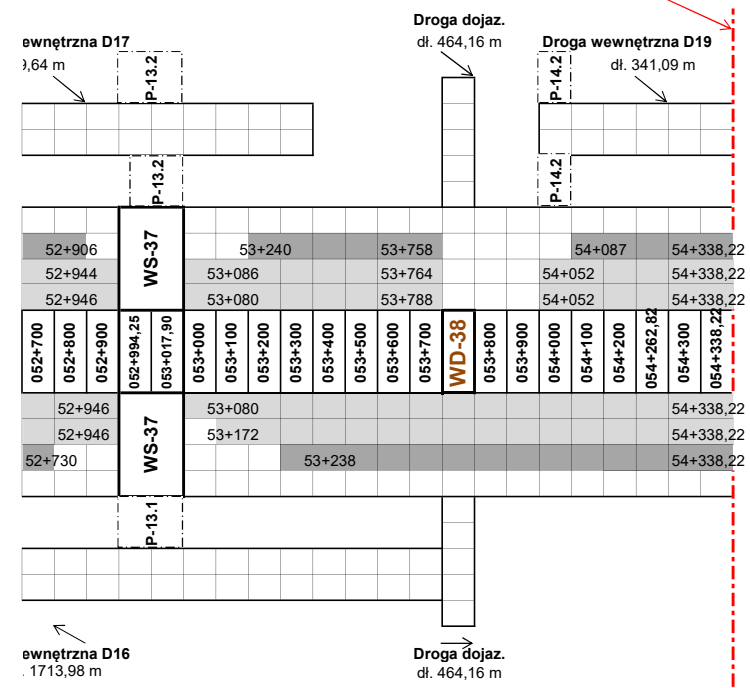 Droga dojaz.
dł. 464,16 m
ewnętrzna D17
9,64 m
Droga wewnętrzna D19
dł. 341,09 m
P-13.2
P-14.2
P-13.2
P-14.2
WS-37
52+906
53+240
53+758
54+087
54+338,22
52+944
53+086
53+764
54+052
54+338,22
52+946
53+080
53+788
54+052
54+338,22
052+700
052+800
052+900
052+994,25
053+017,90
053+000
053+100
053+200
053+300
053+400
053+500
053+600
053+700
WD-38
053+800
053+900
054+000
054+100
054+200
054+262,82
054+300
054+338,22
WS-37
52+946
53+080
54+338,22
52+946
53+172
54+338,22
52+730
53+238
54+338,22
P-13.1
ewnętrzna D16
. 1713,98 m
Droga dojaz.
dł. 464,16 m